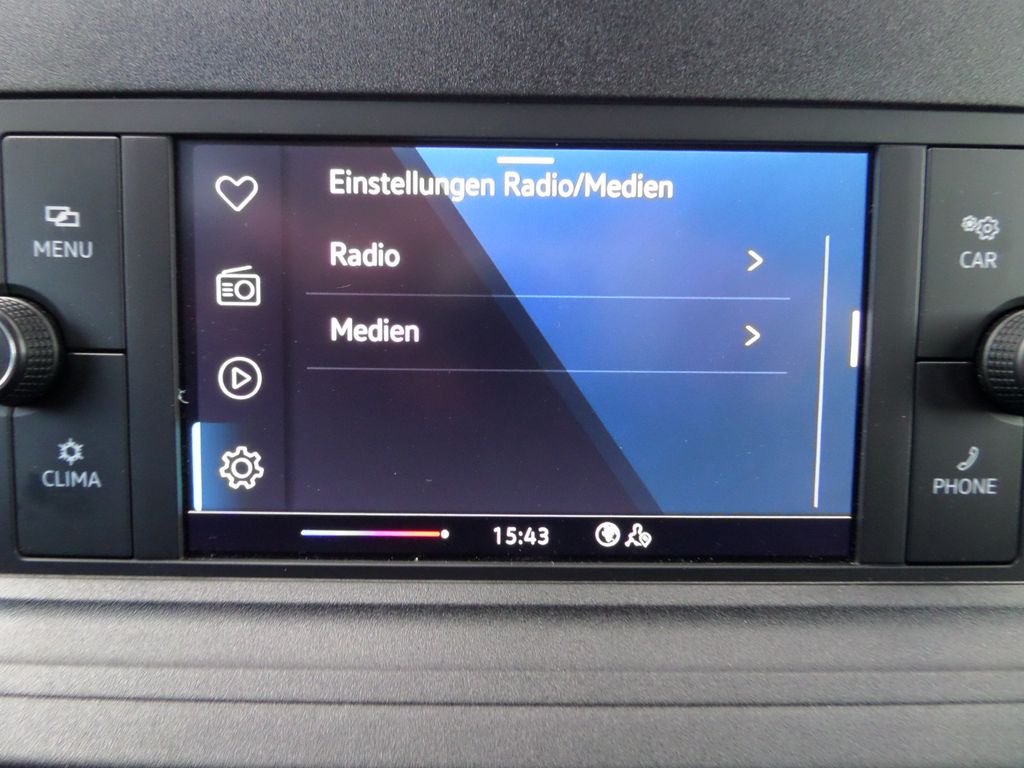 Einstellungen Radio/Medien
Radio
Medien
15:43
MENU
CLIMA
CAR
PHONE